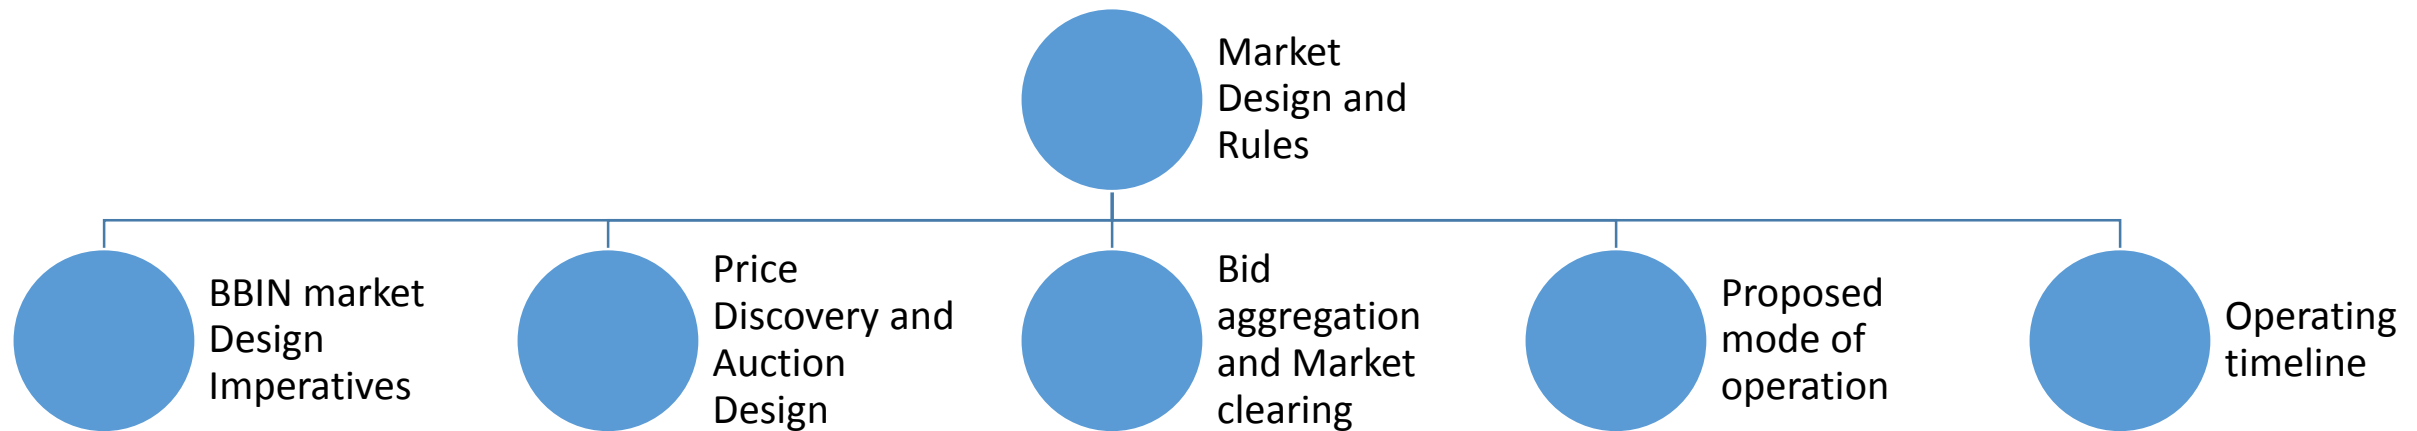 Market
Design and
Rules
BBIN market
Design
Imperatives
Price
Discovery and
Auction
Design
Bid
aggregation
and Market
clearing
Proposed
mode of
operation
Operating
timeline